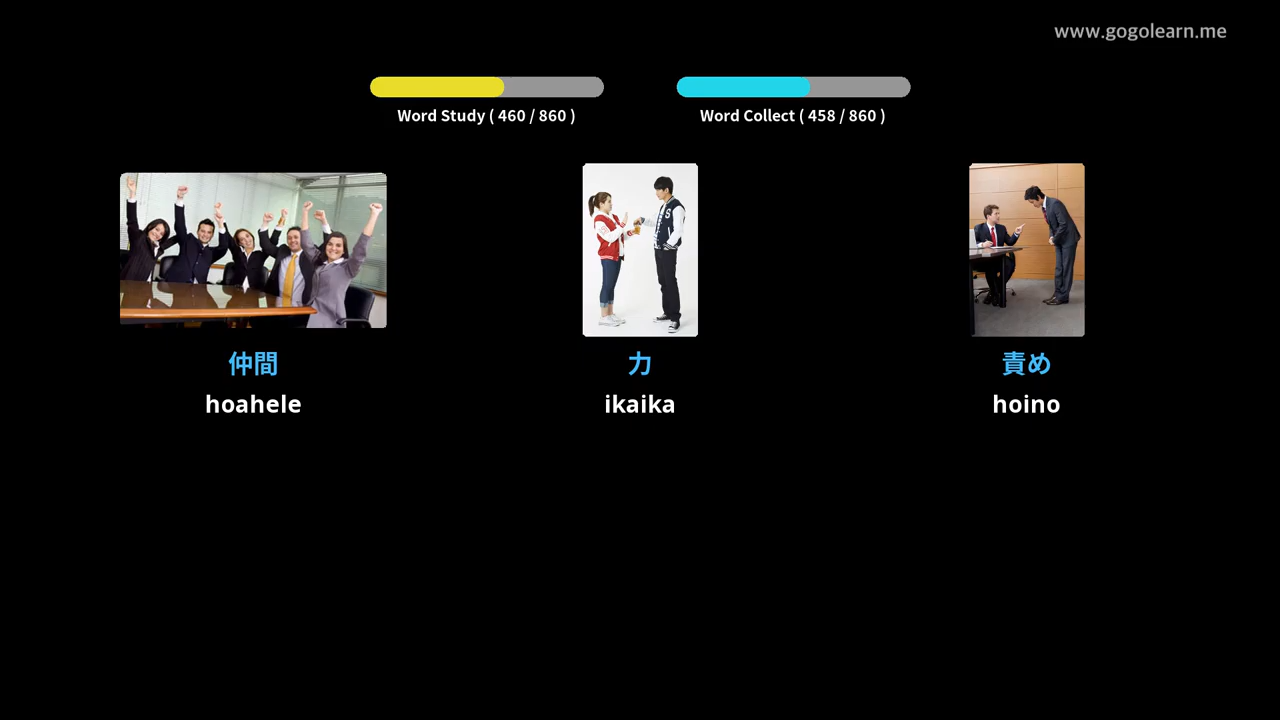 www.gogolearn.me
Word Study ( 460 / 860 )
Word Collect ( 458 / 860 )
仲間
力
責め
hoahele
ikaika
hoino